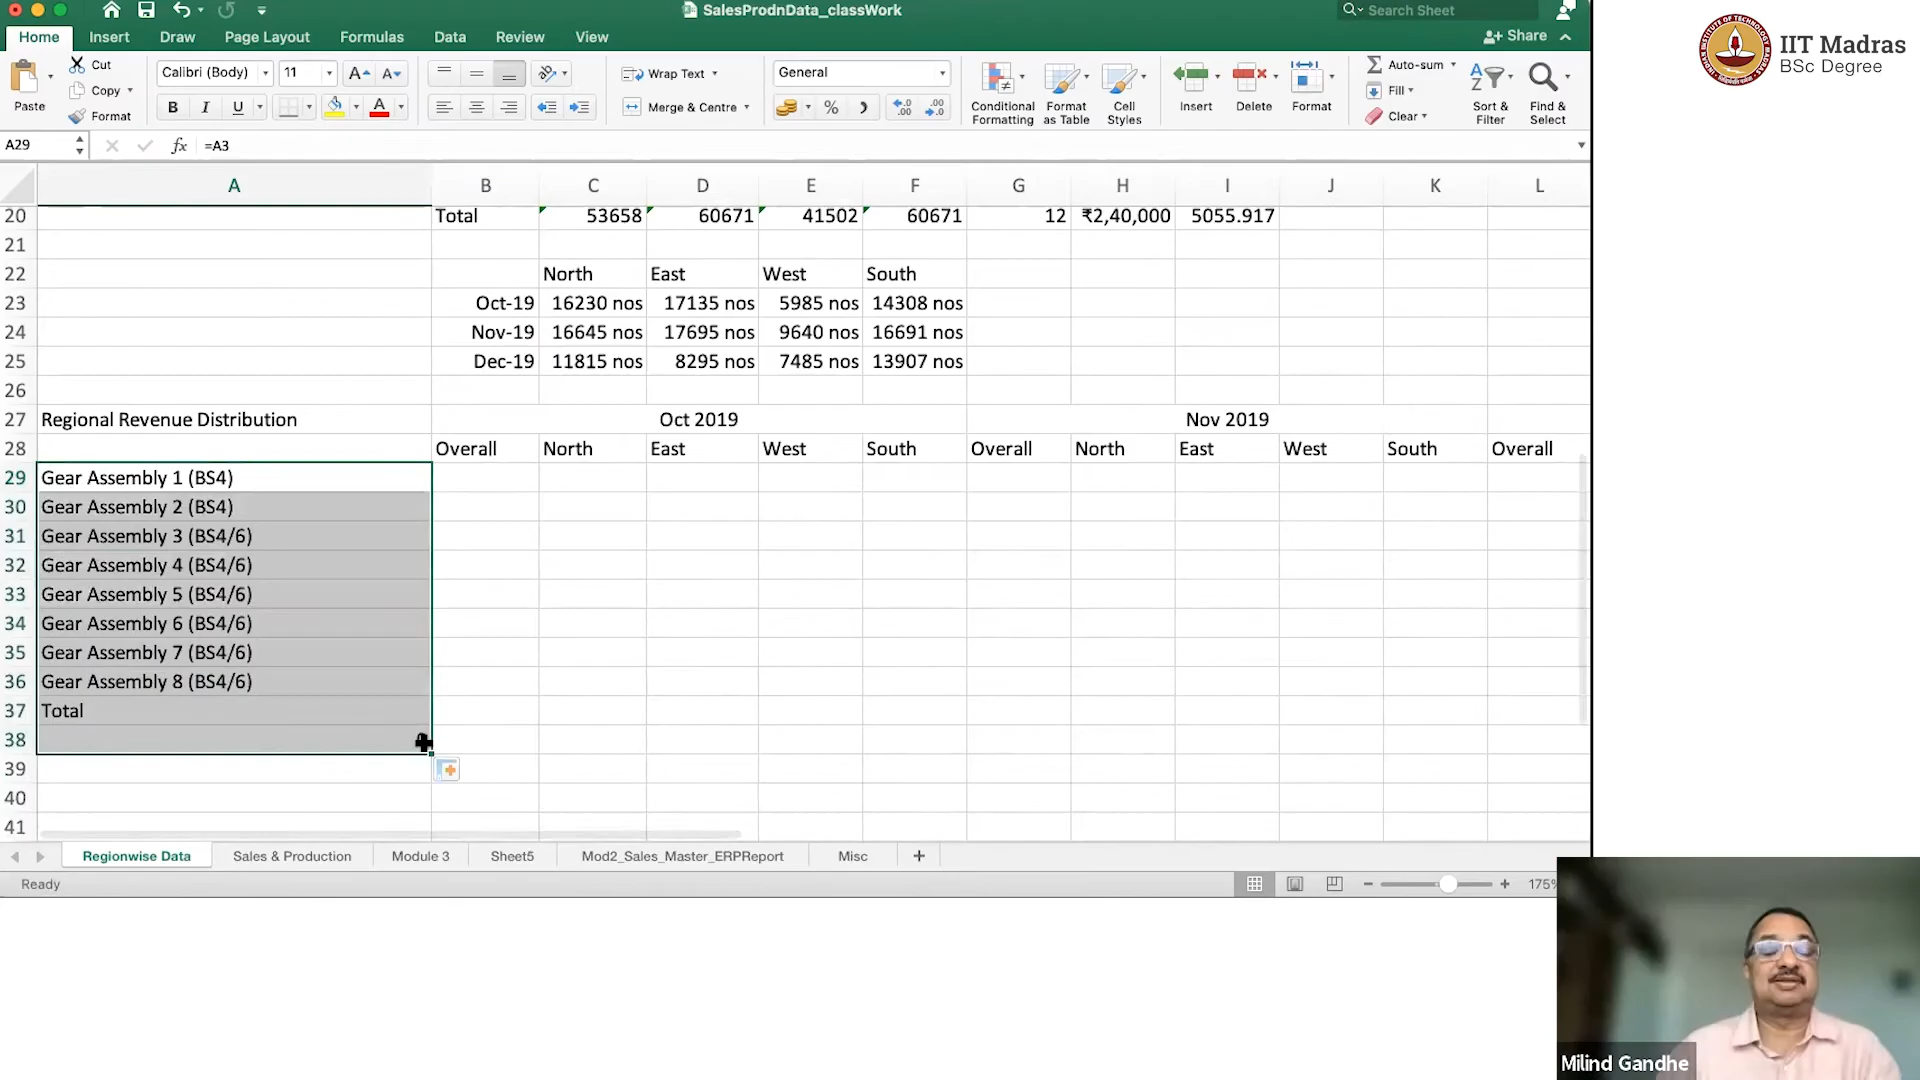 SalesProdnData_classWork
Search Sheet
IIT Madras
BSc Degree
Home Insert Draw Page Layout Formulas Data Review View
Share
Paste
Cut
Copy
Format
Calibri (Body) 11
A A
B I U A
Wrap Text
Merge & Centre
General
%
Conditional Formatting
Format as Table
Cell Styles
Insert
Delete
Format
Auto-sum
Fill
Clear
Sort & Filter
Find & Select
A29 fx =A3
A B C D E F G H I J K L
20 Total 53658 60671 41502 60671 12 ₹2,40,000 5055.917
21
22 North East West South
23 Oct-19 16230 nos 17135 nos 5985 nos 14308 nos
24 Nov-19 16645 nos 17695 nos 9640 nos 16691 nos
25 Dec-19 11815 nos 8295 nos 7485 nos 13907 nos
26
27 Regional Revenue Distribution Oct 2019 Nov 2019
28 Overall North East West South Overall North East West South Overall
29 Gear Assembly 1 (BS4)
30 Gear Assembly 2 (BS4)
31 Gear Assembly 3 (BS4/6)
32 Gear Assembly 4 (BS4/6)
33 Gear Assembly 5 (BS4/6)
34 Gear Assembly 6 (BS4/6)
35 Gear Assembly 7 (BS4/6)
36 Gear Assembly 8 (BS4/6)
37 Total
38
39
40
41
Regionwise Data Sales & Production Module 3 Sheet5 Mod2_Sales_Master_ERPReport Misc
Ready
175%
Milind Gandhe